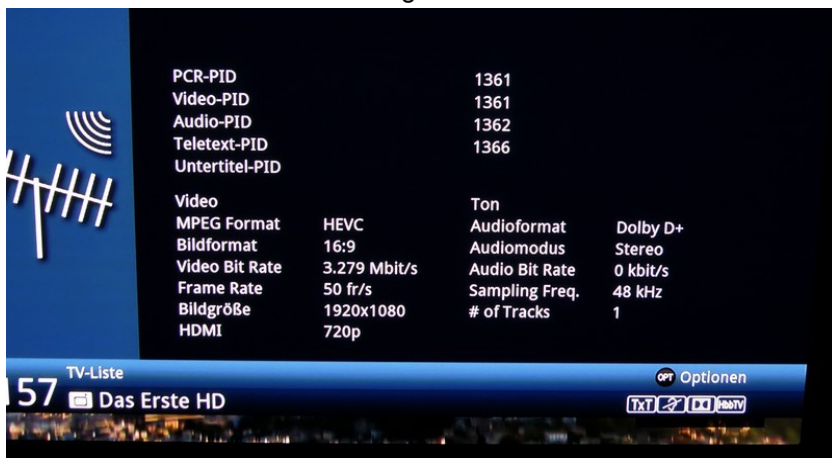 PCR-PID 1361
Video-PID 1361
Audio-PID 1362
Teletext-PID 1366
Untertitel-PID
Video Ton
MPEG Format HEVC Audioformat Dolby D+
Bildformat 16:9 Audiomodus Stereo
Video Bit Rate 3.279 Mbit/s Audio Bit Rate 0 kbit/s
Frame Rate 50 fr/s Sampling Freq. 48 kHz
Bildgröße 1920x1080 # of Tracks 1
HDMI 720p
TV-Liste OPT Optionen
157 Das Erste HD TxT HbbTV